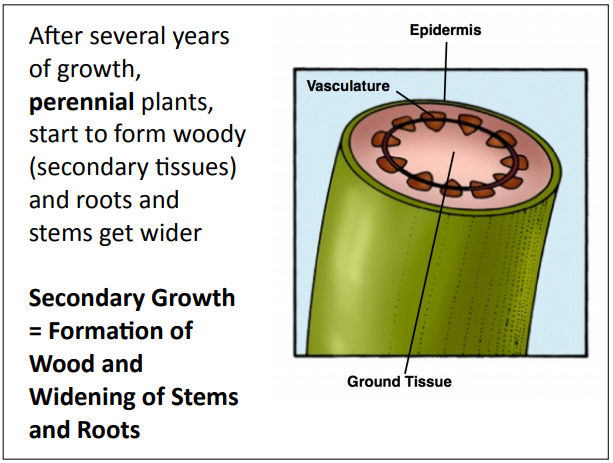 After several years
of growth,
perennial plants,
start to form woody
(secondary tissues)
and roots and
stems get wider
Secondary Growth
= Formation of
Wood and
Widening of Stems
and Roots
Epidermis
Vasculature
Ground Tissue